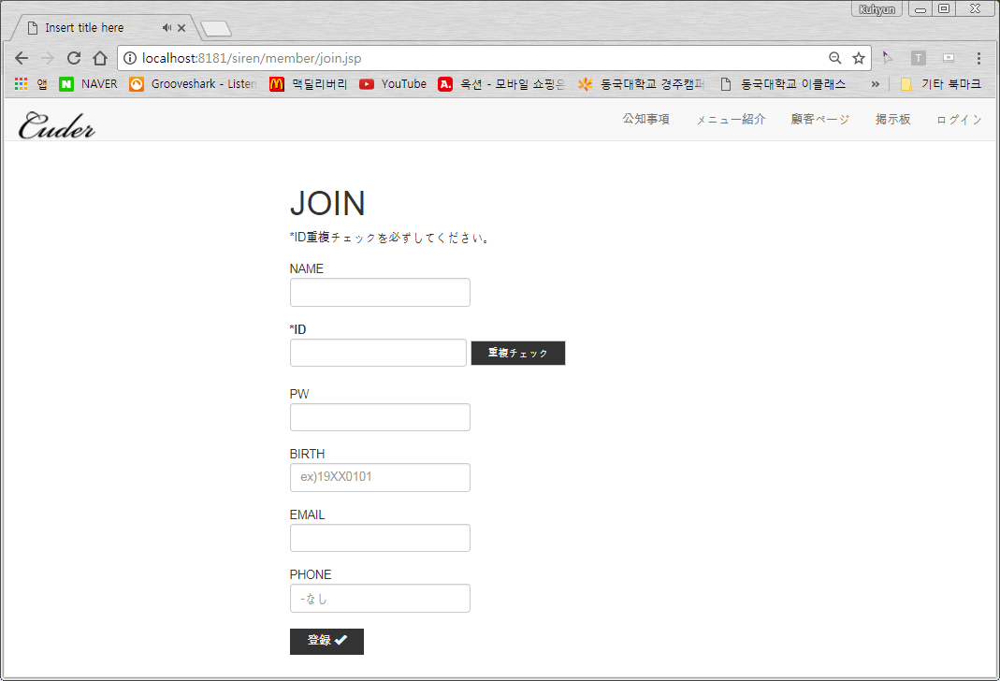 Kuhyun
Insert title here
localhost:8181/siren/member/join.jsp
앱 NAVER Grooveshark - Listen 맥딜리버리 YouTube 옥션 - 모바일 쇼핑은 동국대학교 경주캠퍼 동국대학교 이클래스 » 기타 북마크
Cuder 公知事項 メニュー紹介 顧客ページ 掲示板 ログイン
JOIN
*ID重複チェックを必ずしてください。
NAME
*ID
重複チェック
PW
BIRTH
ex)19XX0101
EMAIL
PHONE
-なし
登録